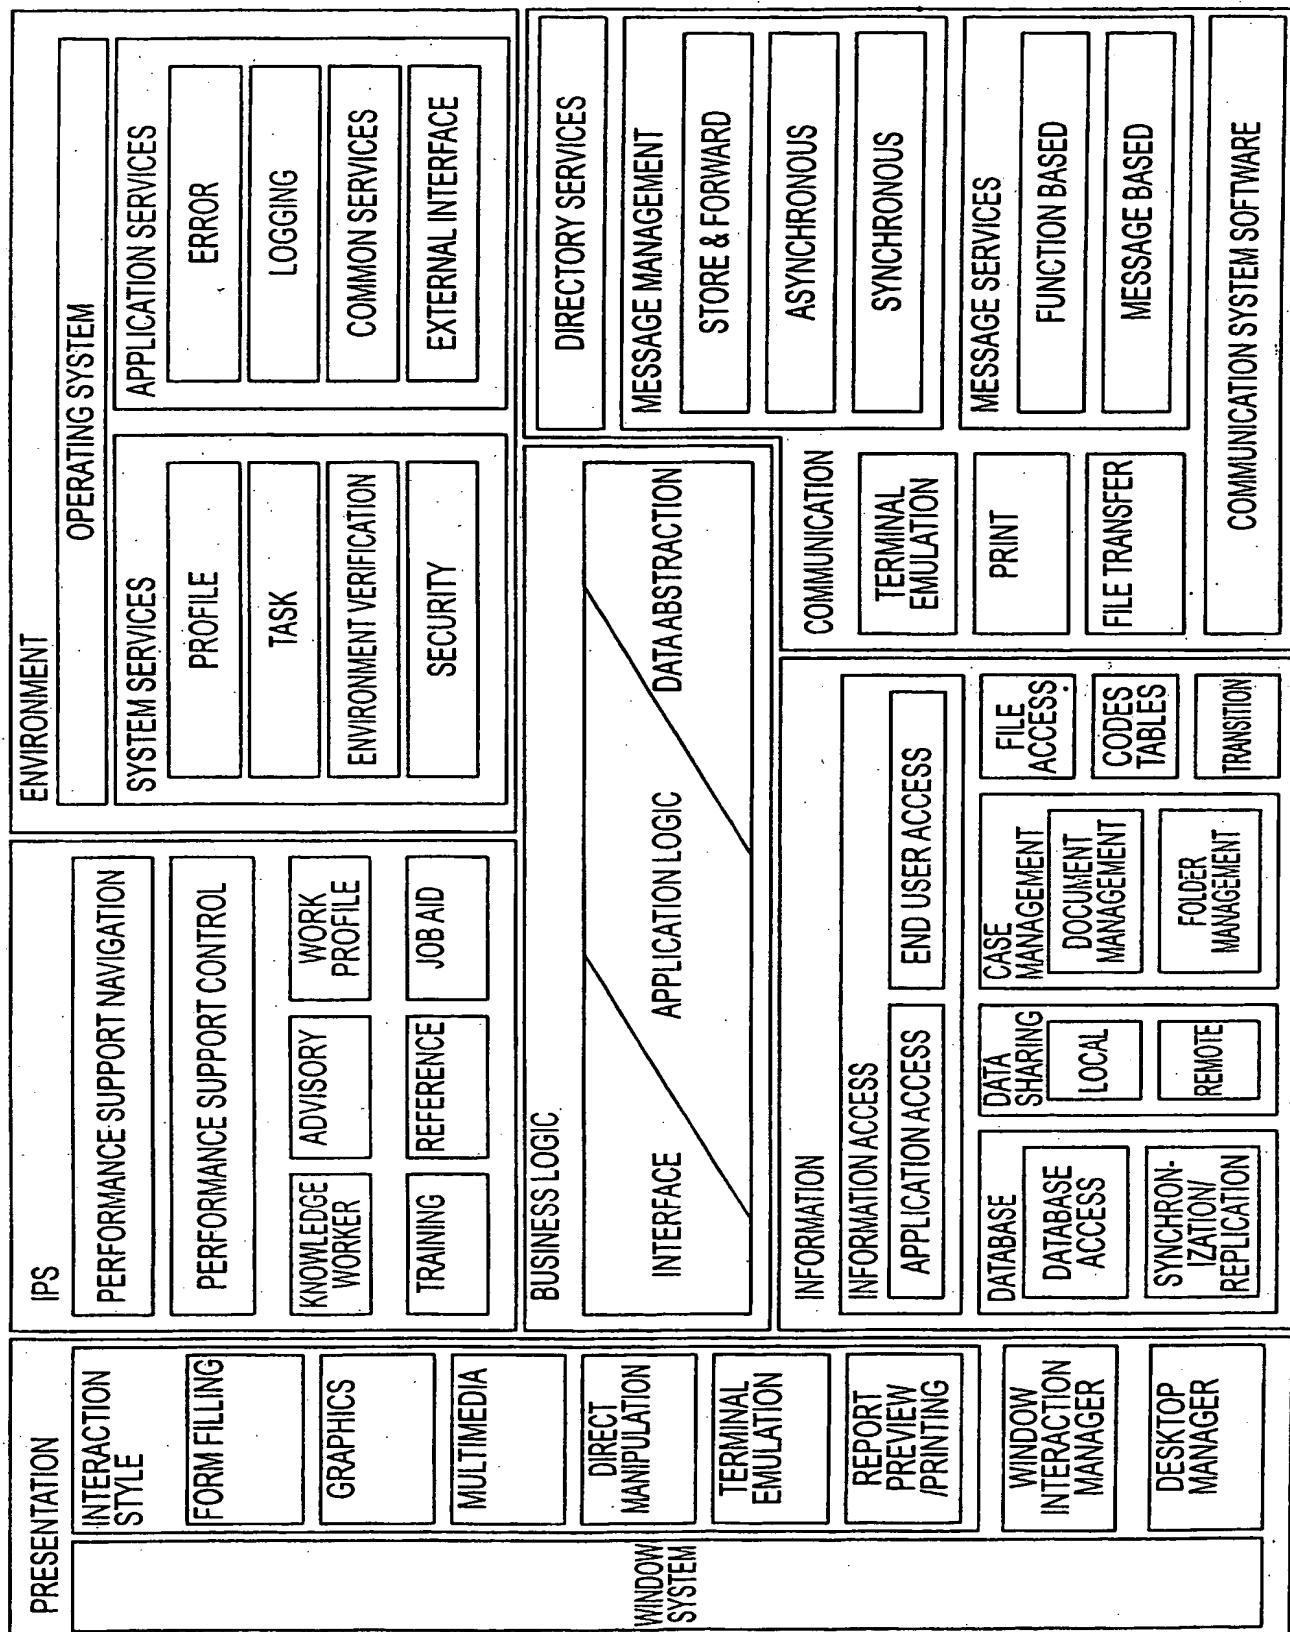 PRESENTATION
WINDOW
SYSTEM
INTERACTION
STYLE
FORM FILLING
GRAPHICS
MULTIMEDIA
DIRECT
MANIPULATION
TERMINAL
EMULATION
REPORT
PREVIEW
/PRINTING
WINDOW
INTERACTION
MANAGER
DESKTOP
MANAGER
IPS
PERFORMANCE SUPPORT NAVIGATION
PERFORMANCE SUPPORT CONTROL
KNOWLEDGE
WORKER
ADVISORY
WORK
PROFILE
TRAINING
REFERENCE
JOB AID
ENVIRONMENT
OPERATING SYSTEM
SYSTEM SERVICES
PROFILE
TASK
ENVIRONMENT VERIFICATION
SECURITY
APPLICATION SERVICES
ERROR
LOGGING
COMMON SERVICES
EXTERNAL INTERFACE
BUSINESS LOGIC
INTERFACE
APPLICATION LOGIC
DATA ABSTRACTION
INFORMATION
INFORMATION ACCESS
APPLICATION ACCESS
END USER ACCESS
DATABASE
DATABASE
ACCESS
SYNCHRON-
IZATION/
REPLICATION
DATA
SHARING
LOCAL
REMOTE
CASE
MANAGEMENT
DOCUMENT
MANAGEMENT
FOLDER
MANAGEMENT
FILE
ACCESS
CODES
TABLES
TRANSITION
COMMUNICATION
TERMINAL
EMULATION
PRINT
FILE TRANSFER
DIRECTORY SERVICES
MESSAGE MANAGEMENT
STORE & FORWARD
ASYNCHRONOUS
SYNCHRONOUS
MESSAGE SERVICES
FUNCTION BASED
MESSAGE BASED
COMMUNICATION SYSTEM SOFTWARE